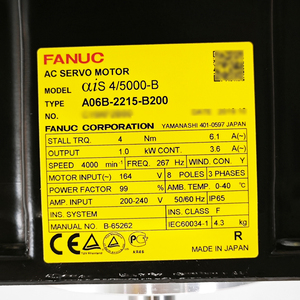 FANUC
AC SERVO MOTOR
MODEL αiS 4/5000-B
TYPE A06B-2215-B200
NO. DATE
FANUC CORPORATION YAMANASHI 401-0597 JAPAN
STALL TRQ. 4 Nm 6.1 A(~)
OUTPUT 1.0 kW CONT. 3.6 A(~)
SPEED 4000 min⁻¹ FREQ. 267 Hz WIND. CON. Y
MOTOR INPUT(~) 164 V 8 POLES 3 PHASES
POWER FACTOR 99 % AMB. TEMP. 0-40 ℃
AMP. INPUT 200-240 V 50/60 Hz IP65
INS. SYSTEM INS. CLASS F
MANUAL NO. B-65262 IEC60034-1 4.3 kg
CE TÜV R
MADE IN JAPAN